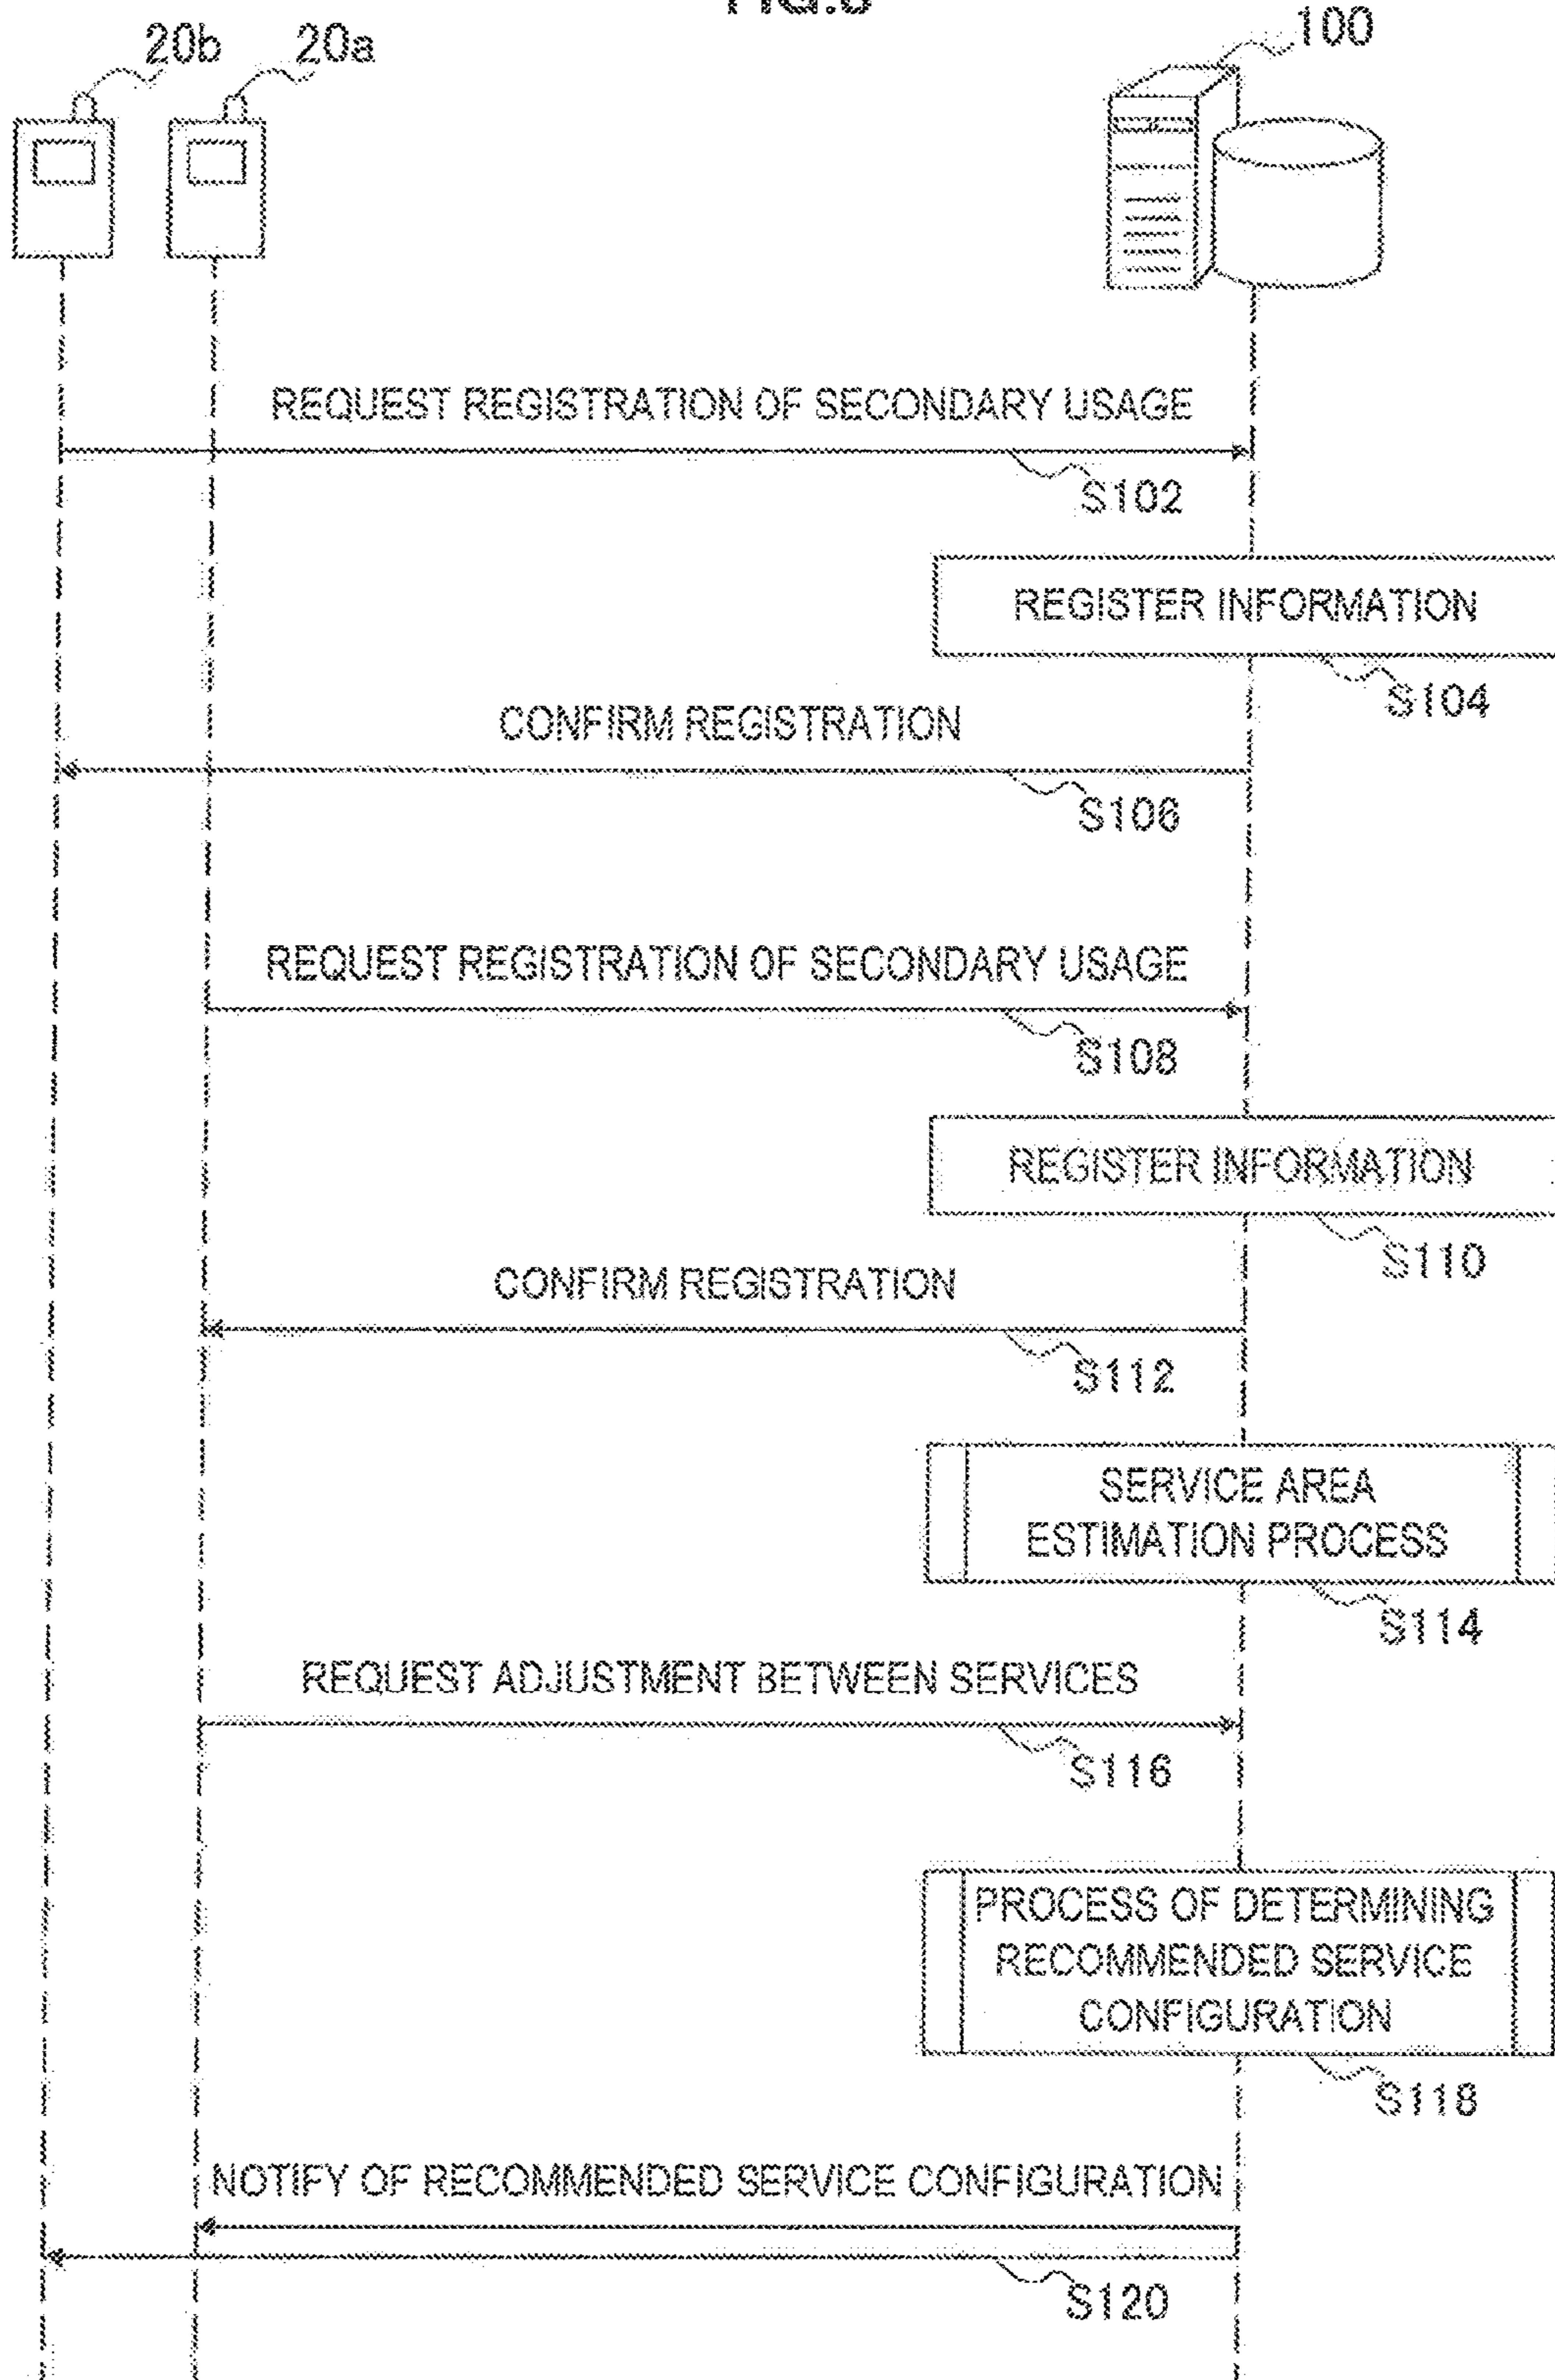 20b 20a 100
REQUEST REGISTRATION OF SECONDARY USAGE
S102
REGISTER INFORMATION
S104
CONFIRM REGISTRATION
S106
REQUEST REGISTRATION OF SECONDARY USAGE
S108
REGISTER INFORMATION
S110
CONFIRM REGISTRATION
S112
SERVICE AREA
ESTIMATION PROCESS
S114
REQUEST ADJUSTMENT BETWEEN SERVICES
S116
PROCESS OF DETERMINING
RECOMMENDED SERVICE
CONFIGURATION
S118
NOTIFY OF RECOMMENDED SERVICE CONFIGURATION
S120